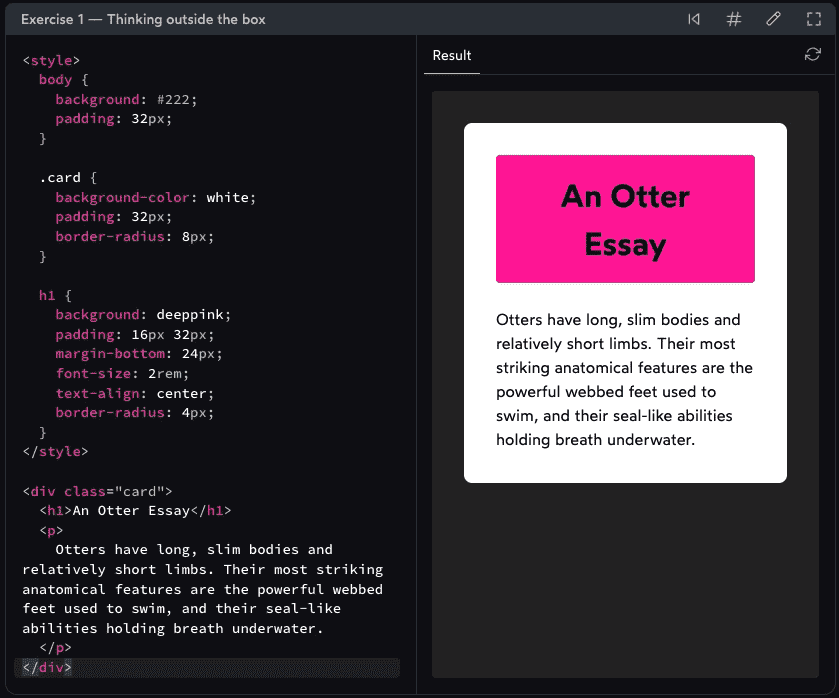 Exercise 1 — Thinking outside the box
<style>
  body {
    background: #222;
    padding: 32px;
  }

  .card {
    background-color: white;
    padding: 32px;
    border-radius: 8px;
  }

  h1 {
    background: deeppink;
    padding: 16px 32px;
    margin-bottom: 24px;
    font-size: 2rem;
    text-align: center;
    border-radius: 4px;
  }
</style>

<div class="card">
  <h1>An Otter Essay</h1>
  <p>
    Otters have long, slim bodies and
relatively short limbs. Their most striking
anatomical features are the powerful webbed
feet used to swim, and their seal-like
abilities holding breath underwater.
  </p>
</div>
Result
An Otter
Essay
Otters have long, slim bodies and
relatively short limbs. Their most
striking anatomical features are the
powerful webbed feet used to
swim, and their seal-like abilities
holding breath underwater.